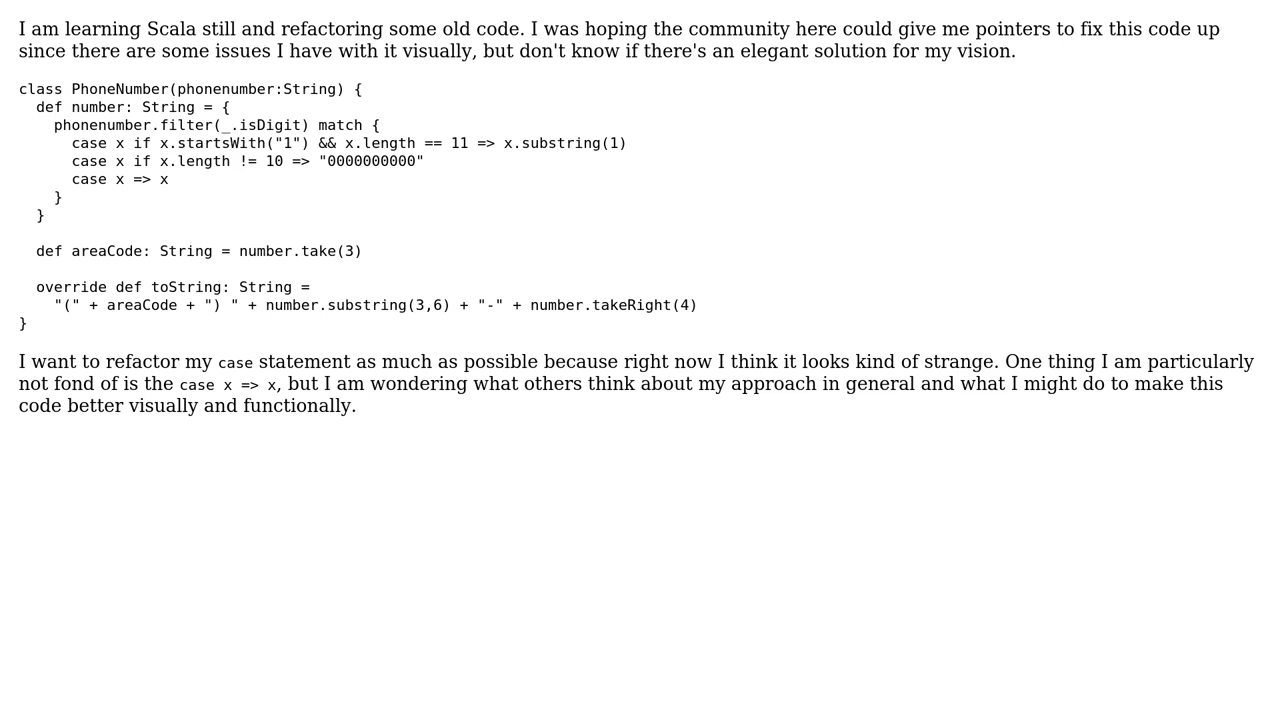 I am learning Scala still and refactoring some old code. I was hoping the community here could give me pointers to fix this code up
since there are some issues I have with it visually, but don't know if there's an elegant solution for my vision.
class PhoneNumber(phonenumber:String) {
  def number: String = {
    phonenumber.filter(_.isDigit) match {
      case x if x.startsWith("1") && x.length == 11 => x.substring(1)
      case x if x.length != 10 => "0000000000"
      case x => x
    }
  }
  def areaCode: String = number.take(3)
  override def toString: String =
    "(" + areaCode + ") " + number.substring(3,6) + "-" + number.takeRight(4)
}
I want to refactor my case statement as much as possible because right now I think it looks kind of strange. One thing I am particularly
not fond of is the case x => x, but I am wondering what others think about my approach in general and what I might do to make this
code better visually and functionally.